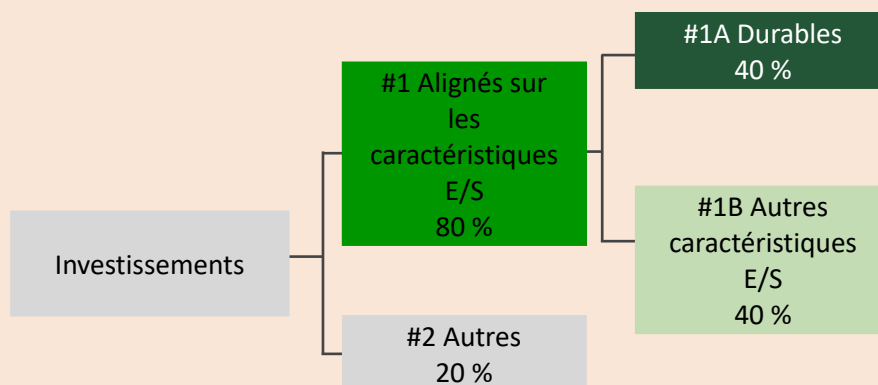 Investissements
#1 Alignés sur
les
caractéristiques
E/S
80 %
#2 Autres
20 %
#1A Durables
40 %
#1B Autres
caractéristiques
E/S
40 %